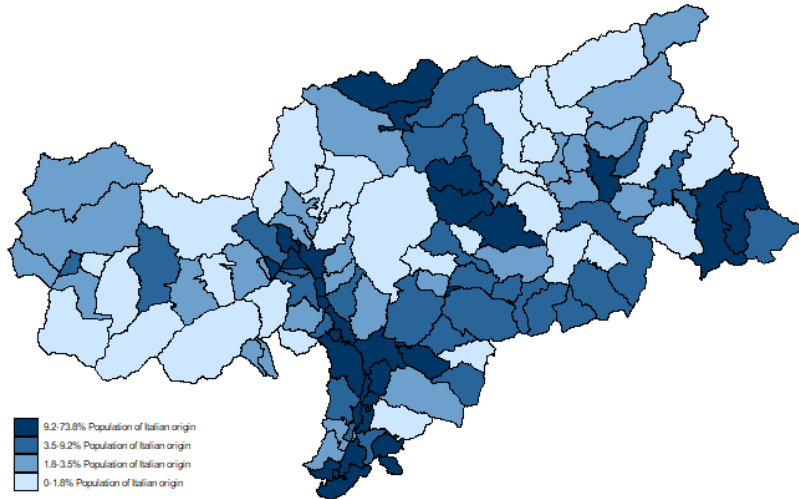 9.2-73.8% Population of Italian origin
3.5-9.2% Population of Italian origin
1.8-3.5% Population of Italian origin
0-1.8% Population of Italian origin